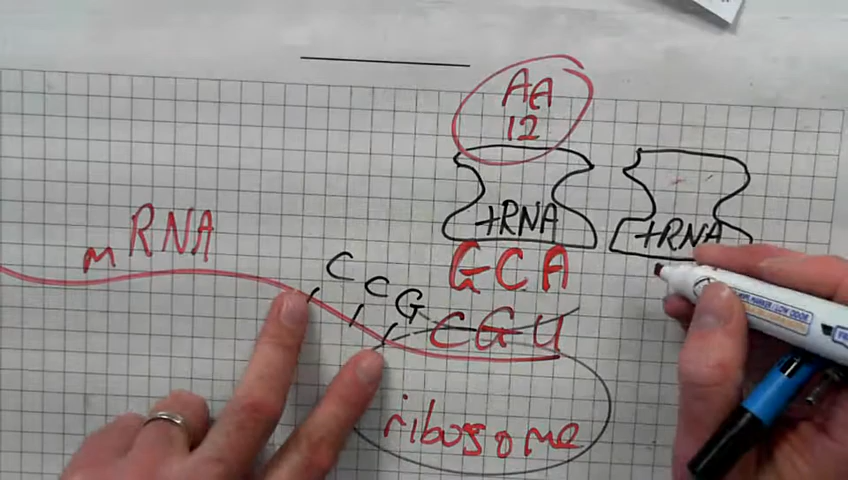 AA
12
tRNA
tRNA
mRNA
GCA
CCG
CGU
ribosome